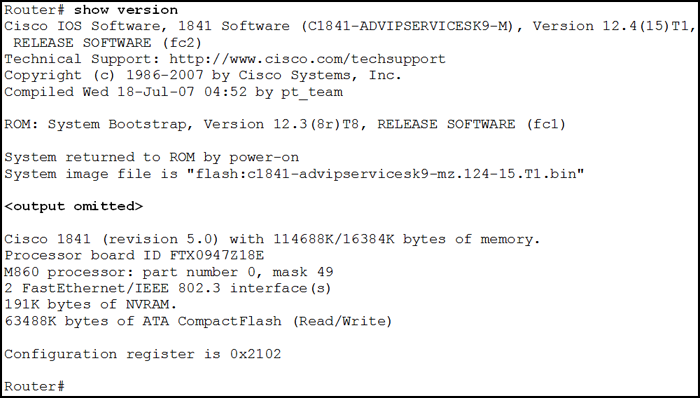 Router# show version
Cisco IOS Software, 1841 Software (C1841-ADVIPSERVICESK9-M), Version 12.4(15)T1,
RELEASE SOFTWARE (fc2)
Technical Support: http://www.cisco.com/techsupport
Copyright (c) 1986-2007 by Cisco Systems, Inc.
Compiled Wed 18-Jul-07 04:52 by pt_team
ROM: System Bootstrap, Version 12.3(8r)T8, RELEASE SOFTWARE (fc1)
System returned to ROM by power-on
System image file is "flash:c1841-advipservicesk9-mz.124-15.T1.bin"
<output omitted>
Cisco 1841 (revision 5.0) with 114688K/16384K bytes of memory.
Processor board ID FTX0947Z18E
M860 processor: part number 0, mask 49
2 FastEthernet/IEEE 802.3 interface(s)
191K bytes of NVRAM.
63488K bytes of ATA CompactFlash (Read/Write)
Configuration register is 0x2102
Router#